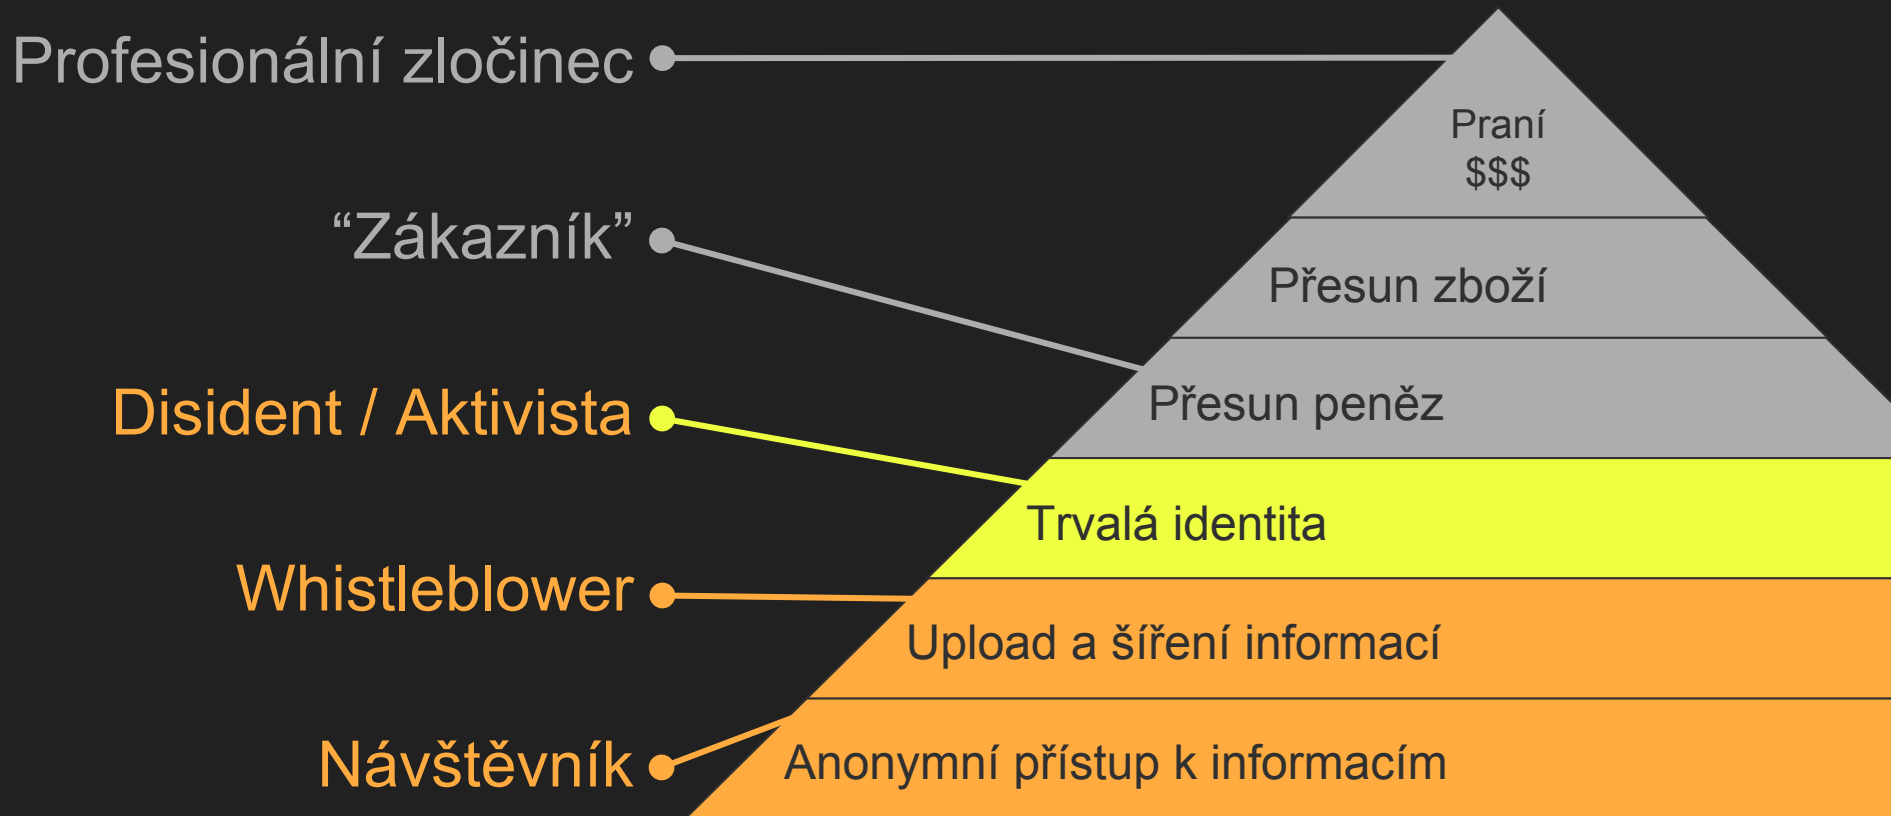 Profesionální zločinec
Praní
$$$
“Zákazník”
Přesun zboží
Přesun peněz
Disident / Aktivista
Trvalá identita
Whistleblower
Upload a šíření informací
Návštěvník
Anonymní přístup k informacím